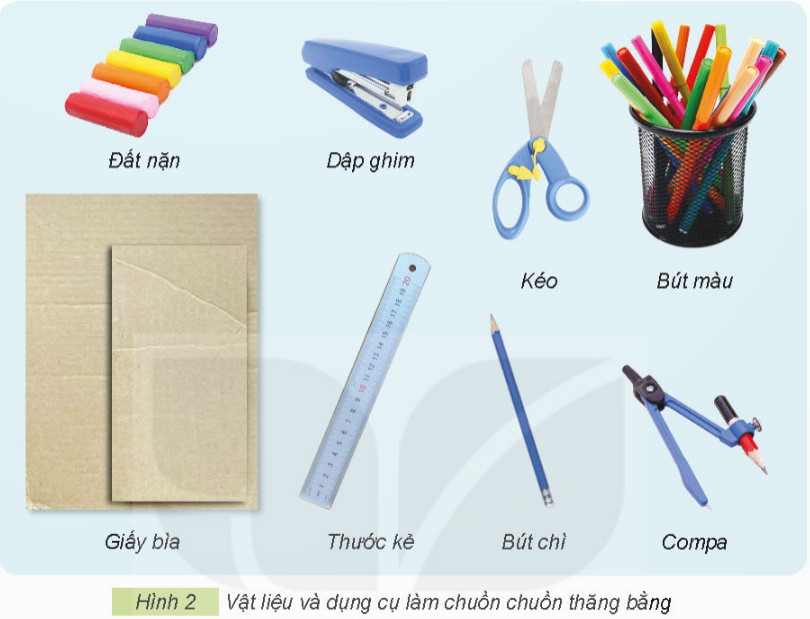 Đất nặn
Dập ghim
Kéo
Bút màu
Giấy bìa
Thước kẻ
Bút chì
Compa
Hình 2 Vật liệu và dụng cụ làm chuồn chuồn thăng bằng